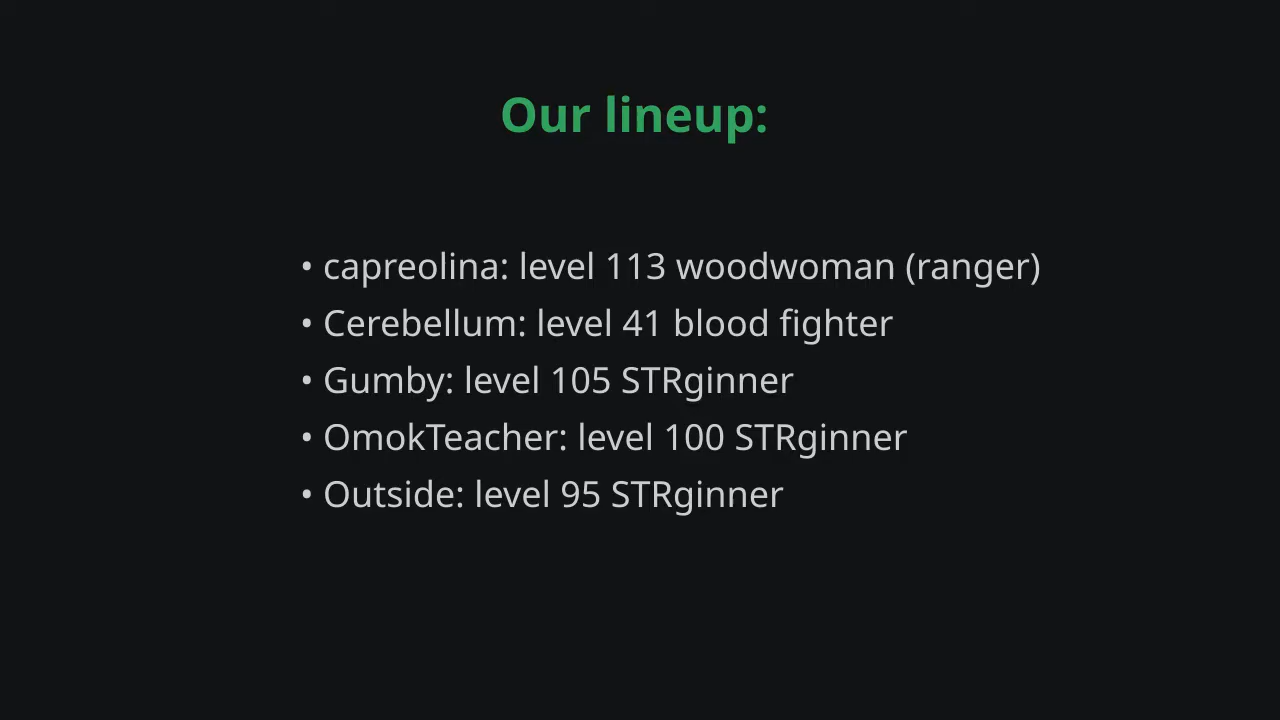 Our lineup:
• capreolina: level 113 woodwoman (ranger)
• Cerebellum: level 41 blood fighter
• Gumby: level 105 STRginner
• OmokTeacher: level 100 STRginner
• Outside: level 95 STRginner